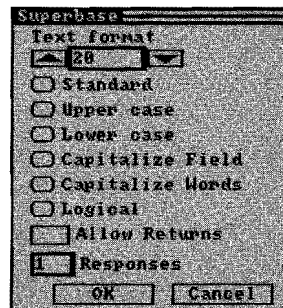 Superbase
Text format
20
Standard
Upper case
Lower case
Capitalize Field
Capitalize Words
Logical
Allow Returns
1 Responses
OK Cancel